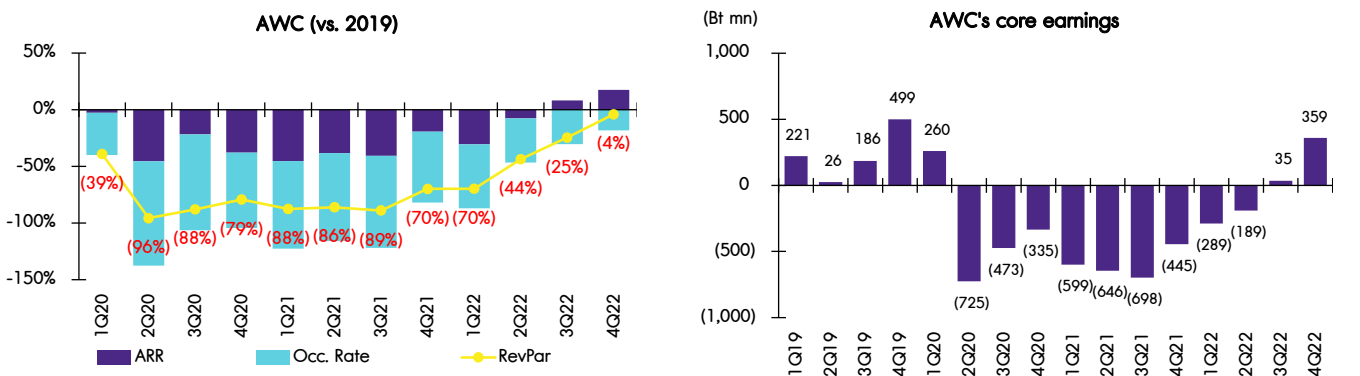 AWC (vs. 2019)
50%
0%
-50%
-100%
-150%
(39%)
(96%)
(88%)
(79%)
(88%)
(86%)
(89%)
(70%)
(70%)
(44%)
(25%)
(4%)
1Q20
2Q20
3Q20
4Q20
1Q21
2Q21
3Q21
4Q21
1Q22
2Q22
3Q22
4Q22
ARR
Occ. Rate
RevPar
(Bt mn)
AWC's core earnings
1,000
500
0
(500)
(1,000)
221
26
186
499
260
(725)
(473)
(335)
(599)
(646)
(698)
(445)
(289)
(189)
35
359
1Q19
2Q19
3Q19
4Q19
1Q20
2Q20
3Q20
4Q20
1Q21
2Q21
3Q21
4Q21
1Q22
2Q22
3Q22
4Q22